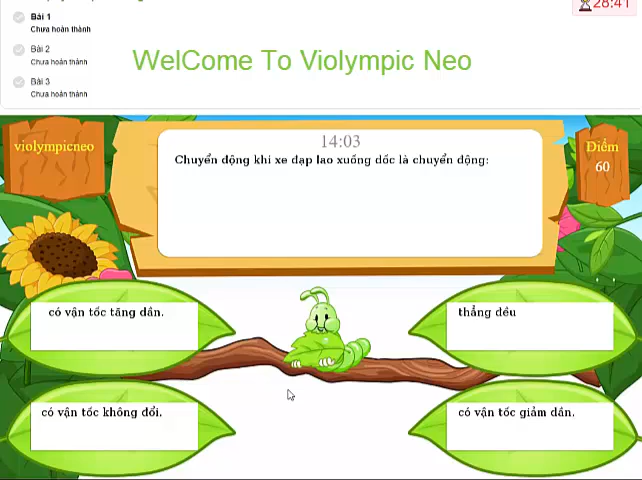 28:41
Bài 1
Chưa hoàn thành
Bài 2
Chưa hoàn thành
Bài 3
Chưa hoàn thành
WelCome To Violympic Neo
violympicneo
14:03
Chuyển động khi xe đạp lao xuống dốc là chuyển động:
Điểm
60
có vận tốc tăng dần.
thẳng đều
có vận tốc không đổi.
có vận tốc giảm dần.